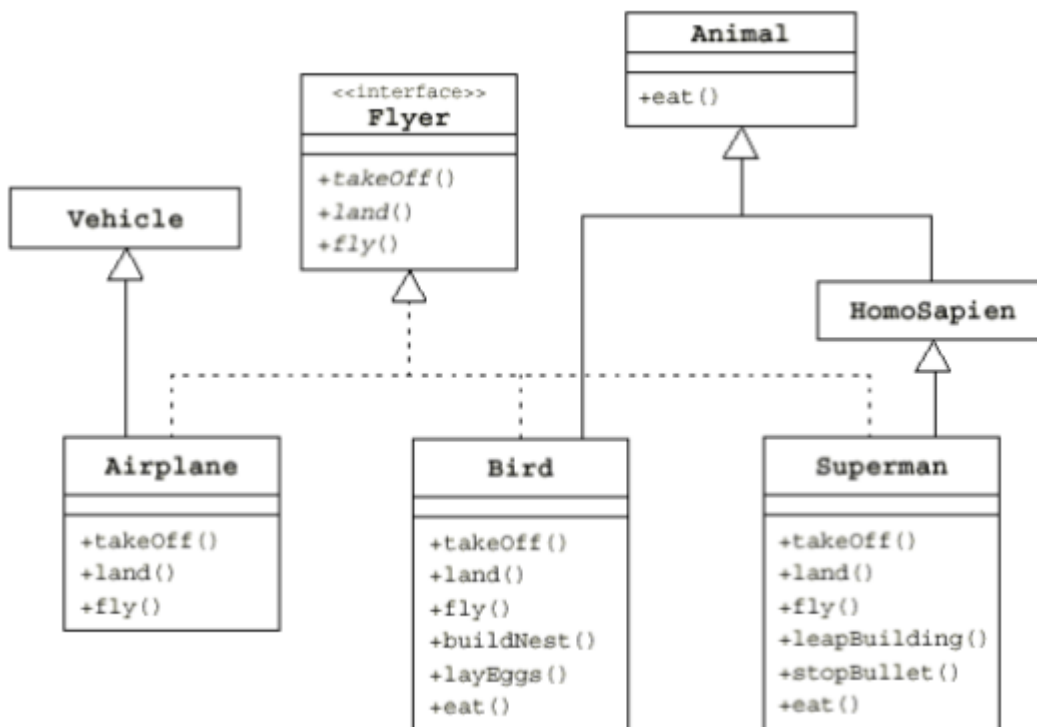 Animal
+eat()
<<interface>>
Flyer
+takeOff()
+land()
+fly()
Vehicle
HomoSapien
Airplane
+takeOff()
+land()
+fly()
Bird
+takeOff()
+land()
+fly()
+buildNest()
+layEggs()
+eat()
Superman
+takeOff()
+land()
+fly()
+leapBuilding()
+stopBullet()
+eat()